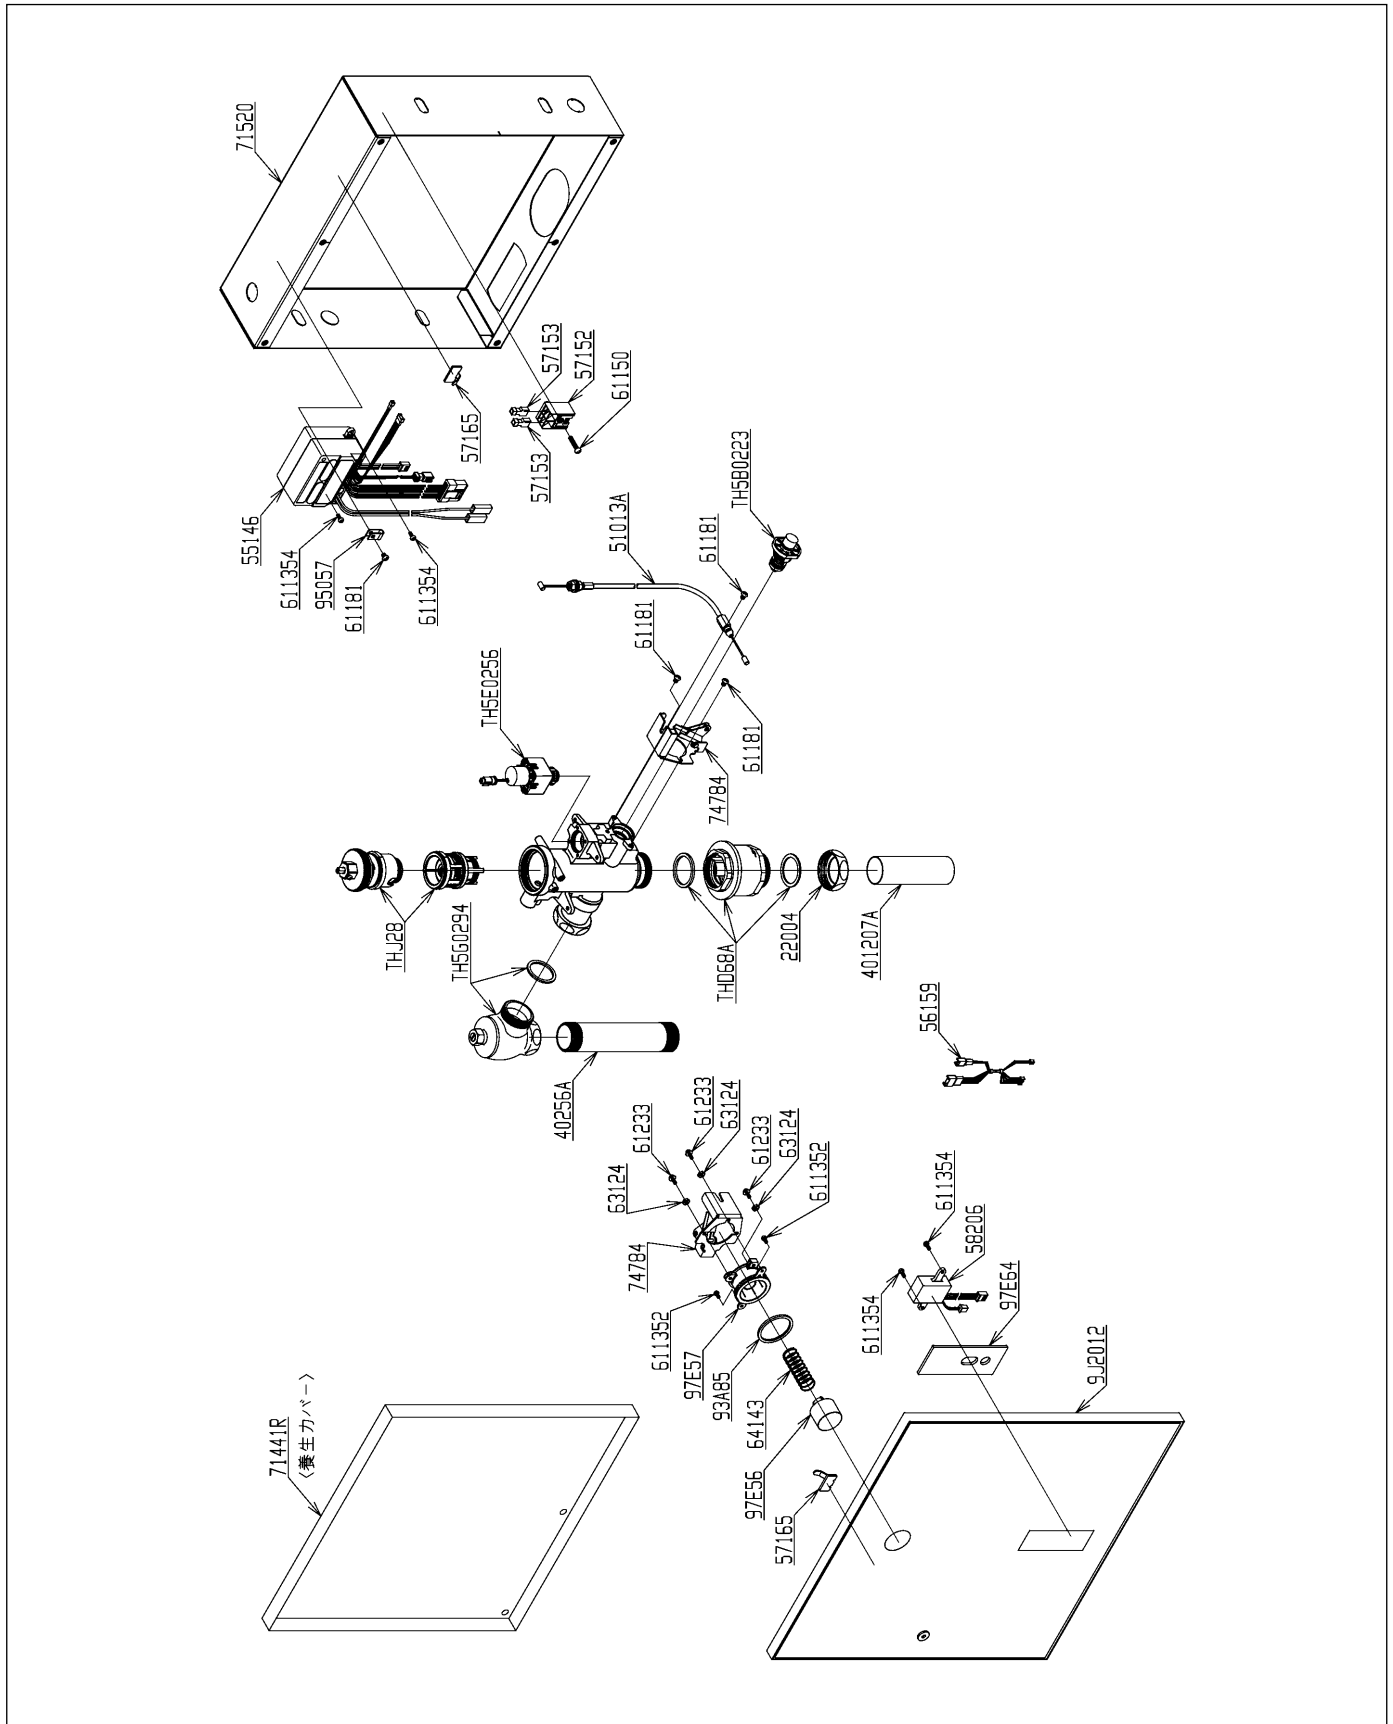 71520
55146
611354
95057
61181
611354
57165
57153
57153
57152
61150
TH5B0223
51013A
61181
61181
61181
TH5E0256
74784
THJ28
TH5G0294
THD68A
22004
401207A
40256A
56159
61233
63124
61233
63124
61233
63124
611352
74784
611352
97E57
93A85
64143
97E56
57165
611354
611354
58206
97E64
9J2012
71441R
〈養生カバー〉